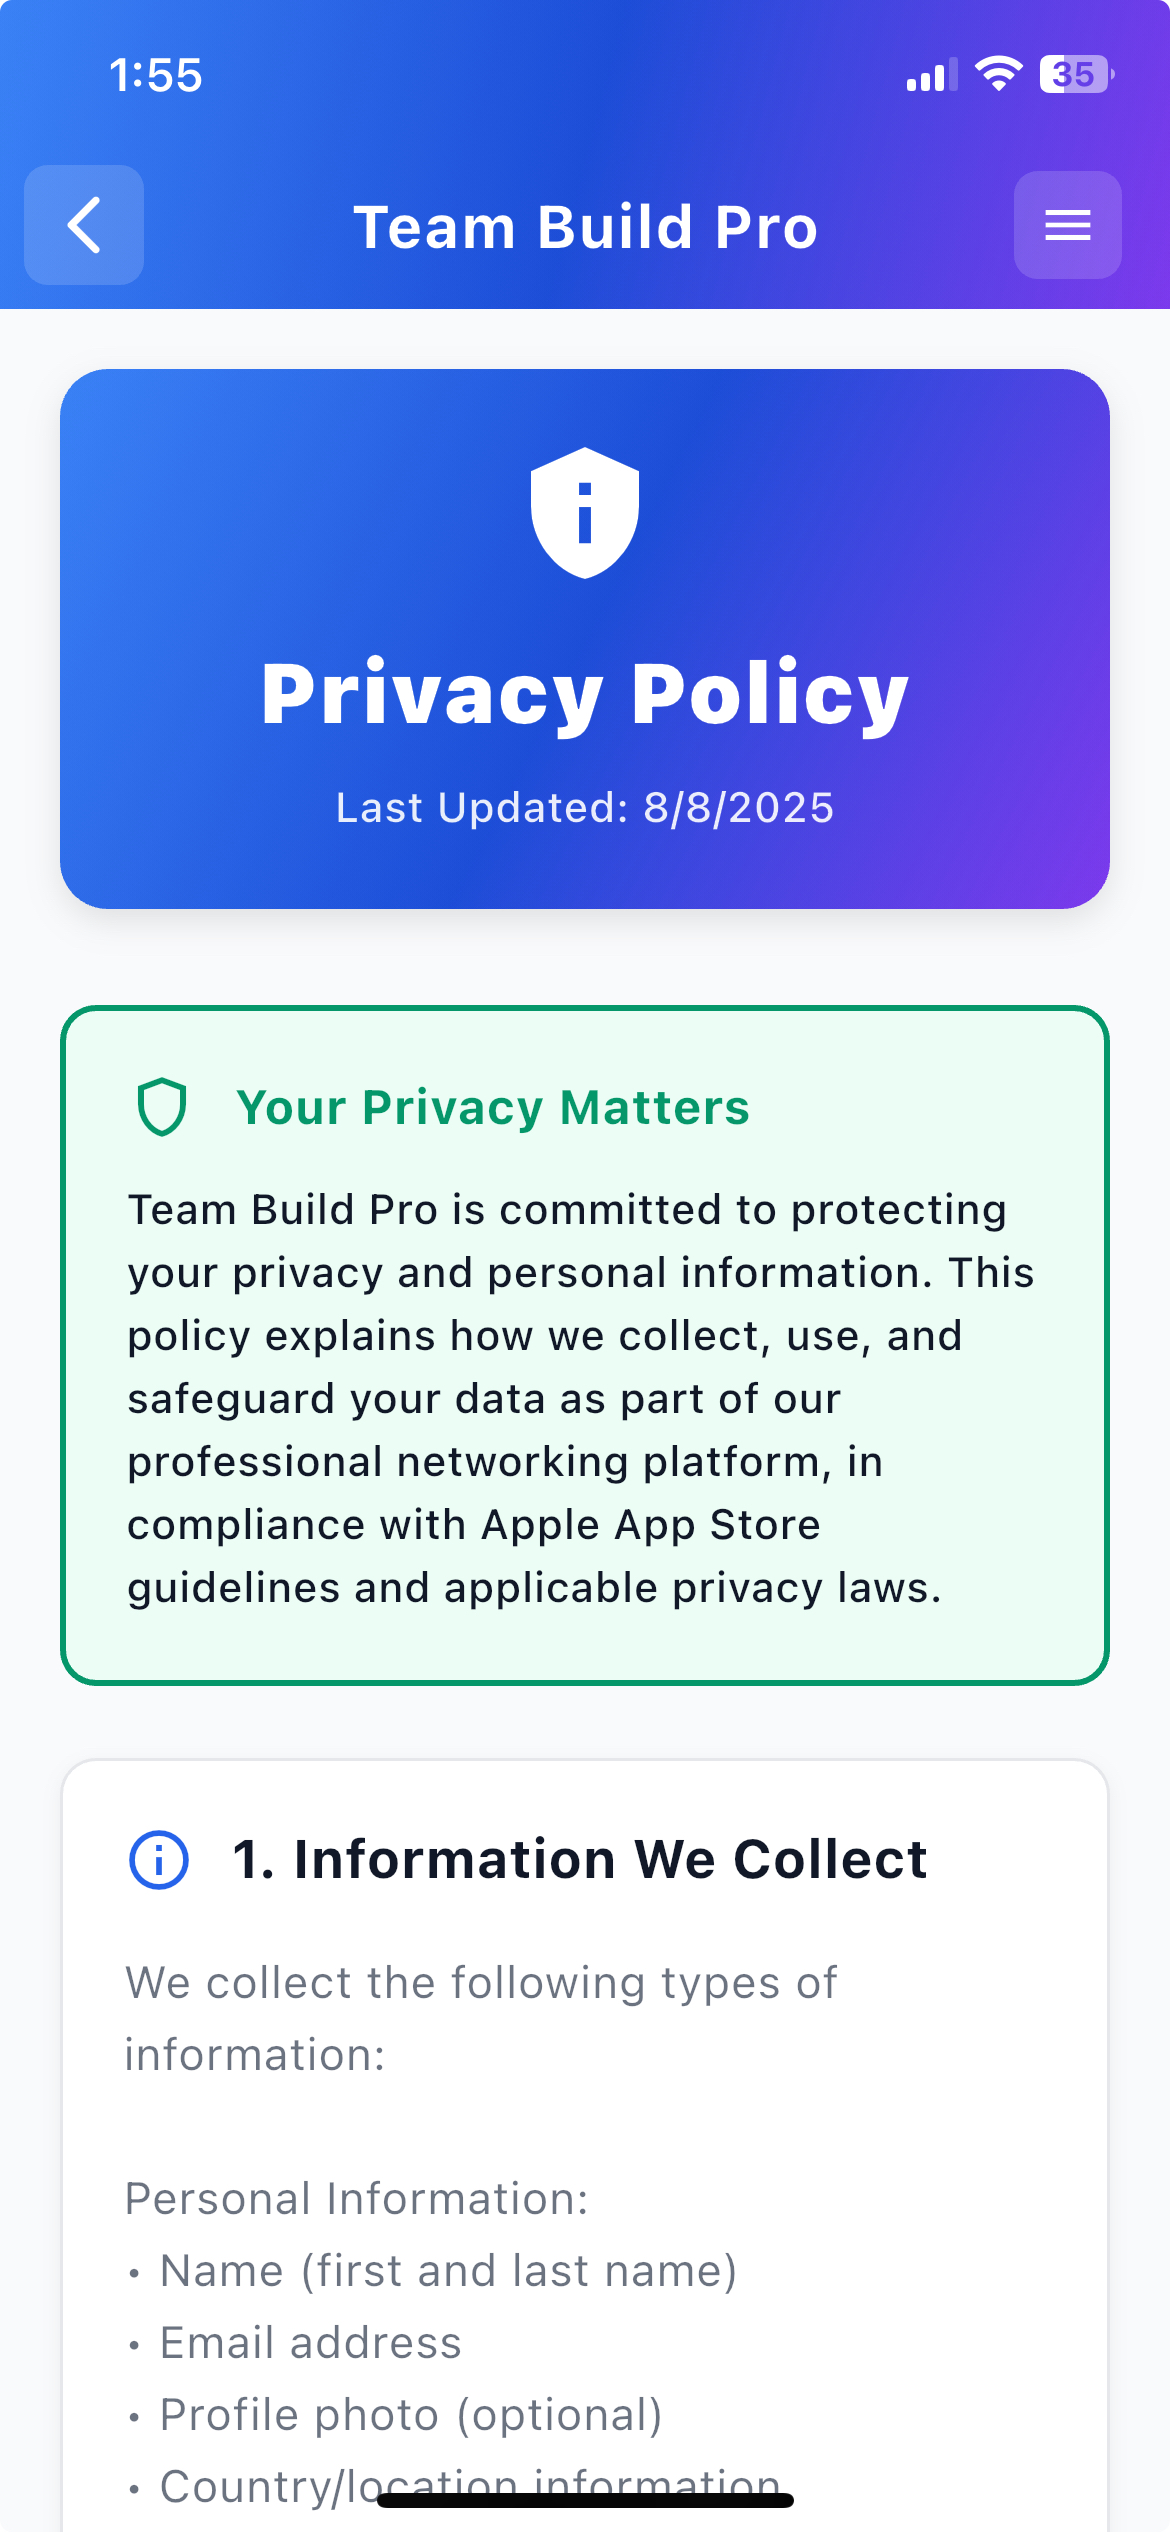 1:55
35
Team Build Pro
Privacy Policy
Last Updated: 8/8/2025
Your Privacy Matters
Team Build Pro is committed to protecting
your privacy and personal information. This
policy explains how we collect, use, and
safeguard your data as part of our
professional networking platform, in
compliance with Apple App Store
guidelines and applicable privacy laws.
1. Information We Collect
We collect the following types of
information:
Personal Information:
• Name (first and last name)
• Email address
• Profile photo (optional)
• Country/location information